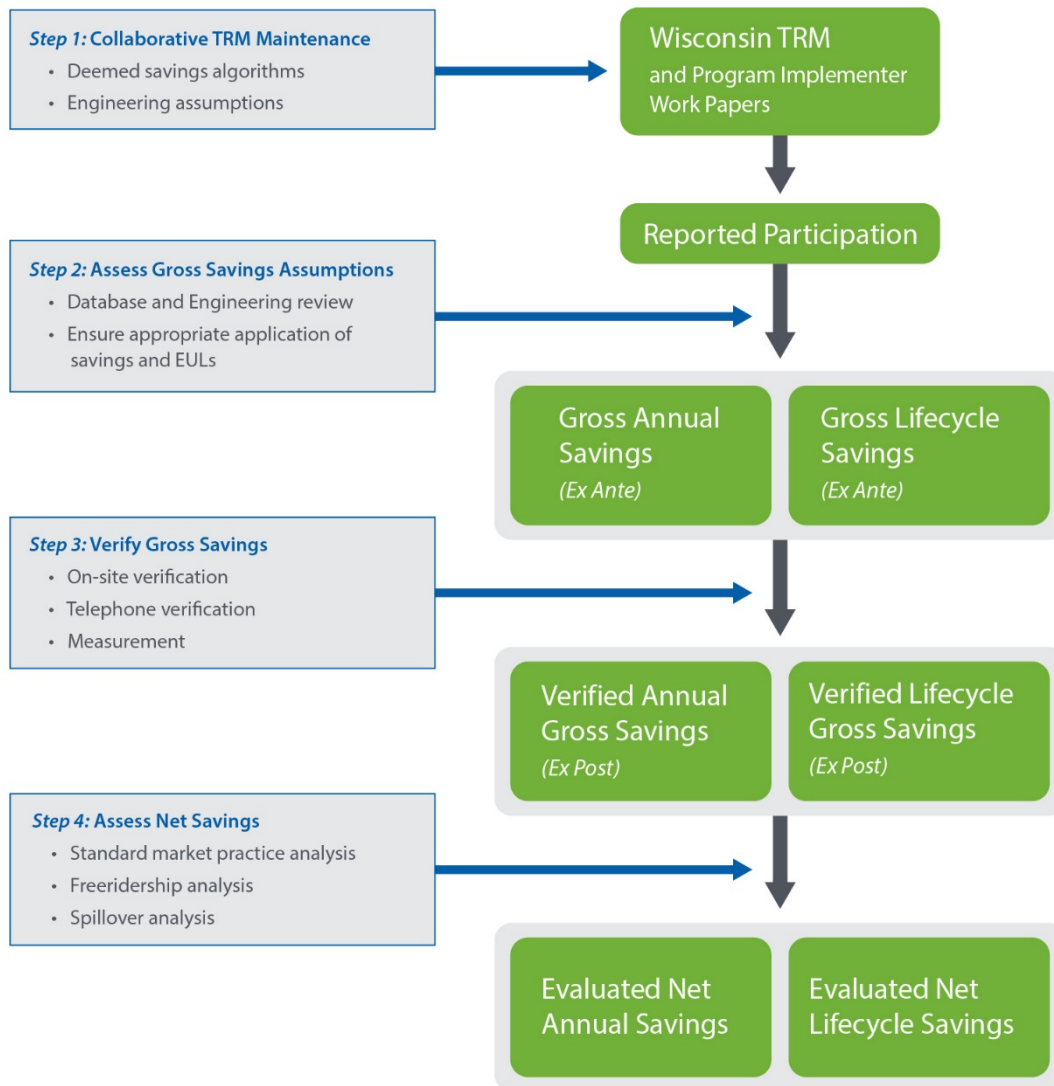 Step 1: Collaborative TRM Maintenance
• Deemed savings algorithms
• Engineering assumptions
Wisconsin TRM
and Program Implementer
Work Papers
Reported Participation
Step 2: Assess Gross Savings Assumptions
• Database and Engineering review
• Ensure appropriate application of
savings and EULs
Gross Annual
Savings
(Ex Ante)
Gross Lifecycle
Savings
(Ex Ante)
Step 3: Verify Gross Savings
• On-site verification
• Telephone verification
• Measurement
Verified Annual
Gross Savings
(Ex Post)
Verified Lifecycle
Gross Savings
(Ex Post)
Step 4: Assess Net Savings
• Standard market practice analysis
• Freeridership analysis
• Spillover analysis
Evaluated Net
Annual Savings
Evaluated Net
Lifecycle Savings